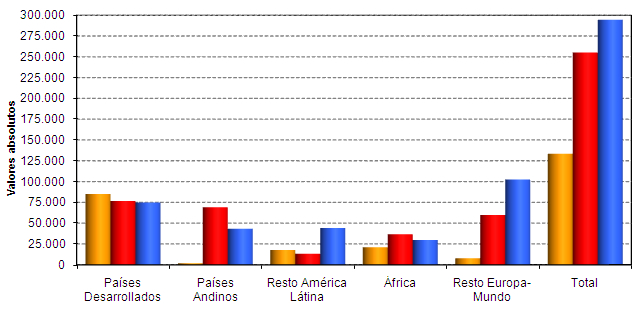 300.000
275.000
250.000
225.000
200.000
175.000
150.000
125.000
100.000
75.000
50.000
25.000
0
Valores absolutos
Países
Desarrollados
Países
Andinos
Resto América
Látina
África
Resto Europa-
Mundo
Total